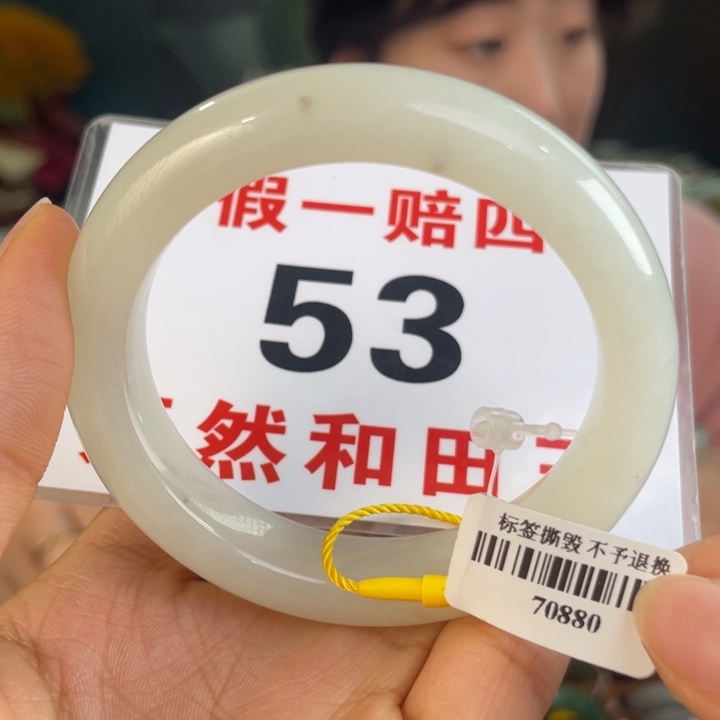 假一赔四
53
然和田
标签撕毁 不予退换
70880